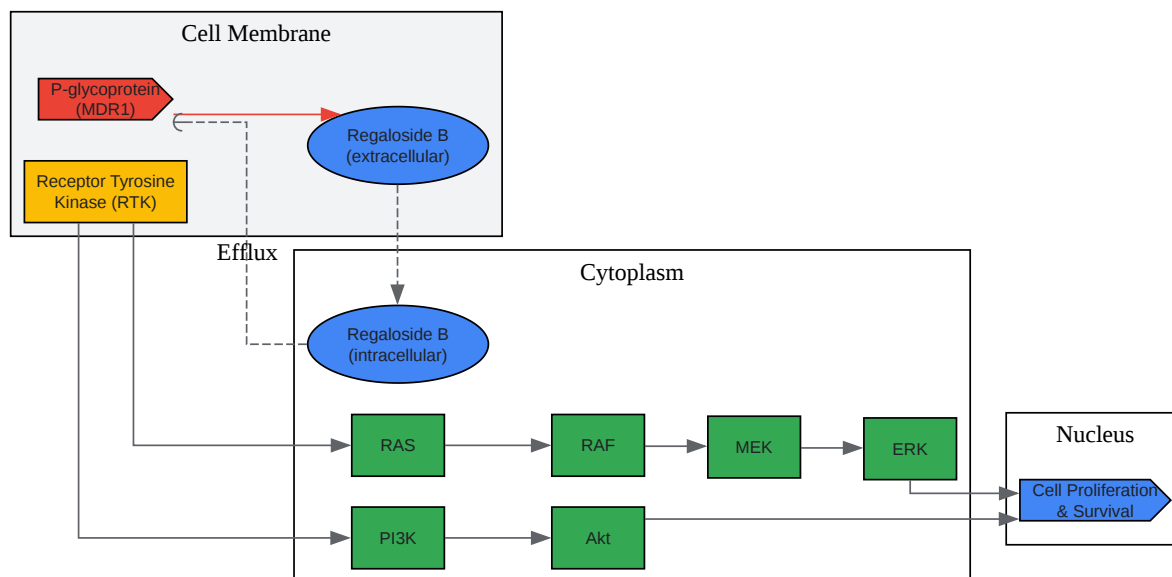 Cell Membrane
P-glycoprotein
(MDR1)
Regaloside B
(extracellular)
Receptor Tyrosine
Kinase (RTK)
Efflux
Cytoplasm
Regaloside B
(intracellular)
RAS
RAF
MEK
ERK
Nucleus
Cell Proliferation
& Survival
PI3K
Akt